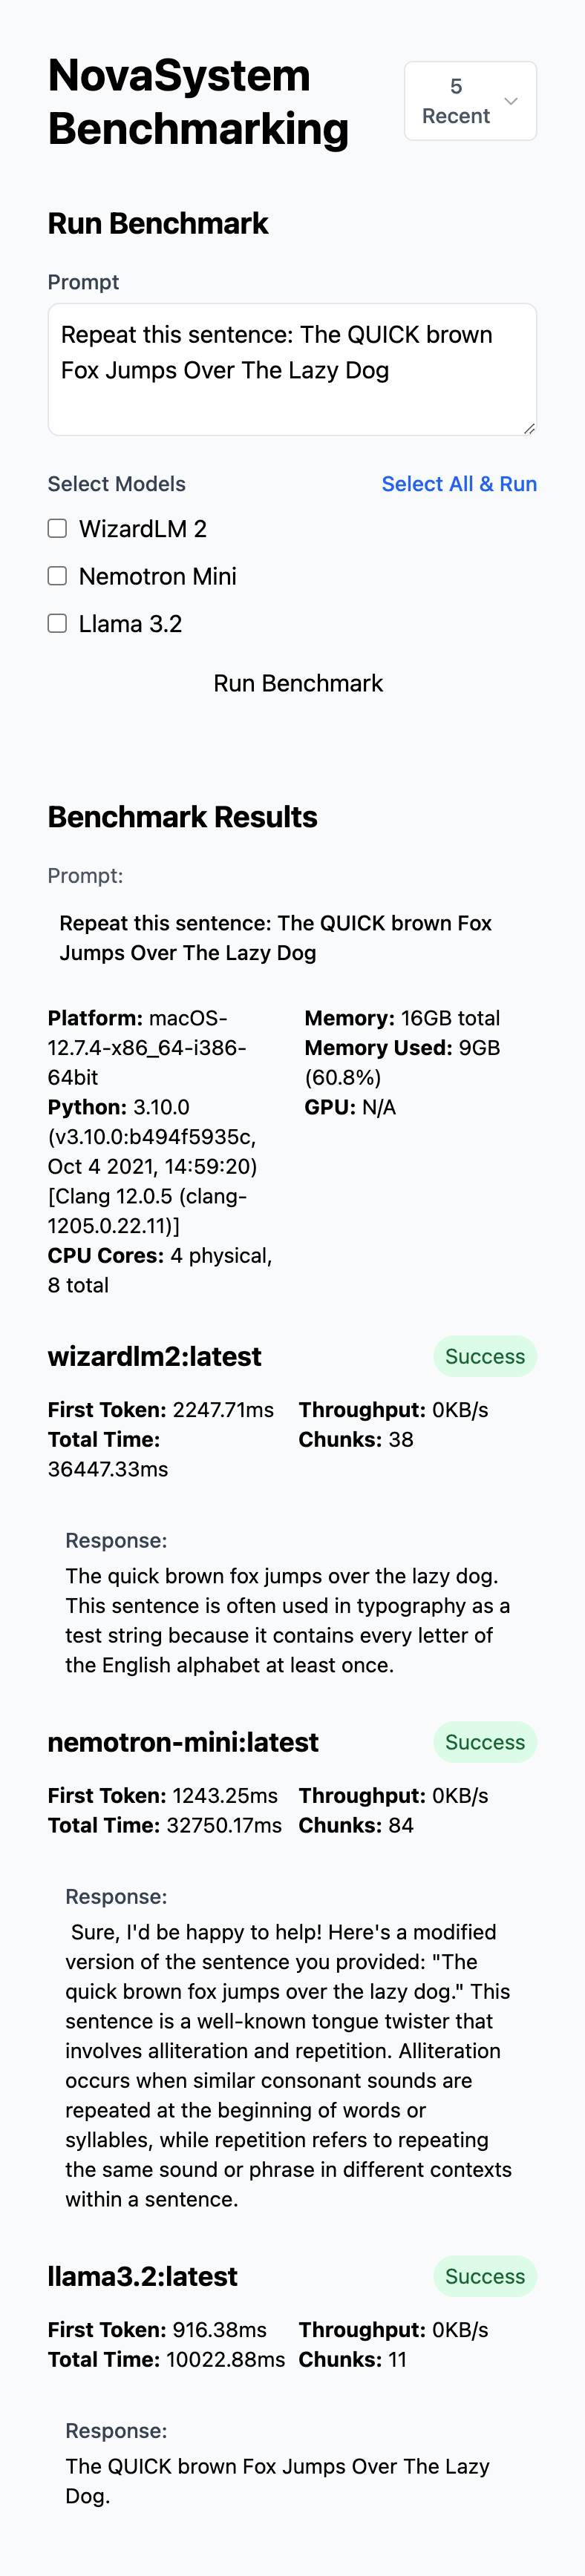 NovaSystem
Benchmarking
5
Recent
Run Benchmark
Prompt
Repeat this sentence: The QUICK brown
Fox Jumps Over The Lazy Dog
Select Models
Select All & Run
WizardLM 2
Nemotron Mini
Llama 3.2
Run Benchmark
Benchmark Results
Prompt:
Repeat this sentence: The QUICK brown Fox
Jumps Over The Lazy Dog
Platform: macOS-
12.7.4-x86_64-i386-
64bit
Python: 3.10.0
(v3.10.0:b494f5935c,
Oct 4 2021, 14:59:20)
[Clang 12.0.5 (clang-
1205.0.22.11)]
CPU Cores: 4 physical,
8 total
Memory: 16GB total
Memory Used: 9GB
(60.8%)
GPU: N/A
wizardlm2:latest
Success
First Token: 2247.71ms
Total Time:
36447.33ms
Throughput: 0KB/s
Chunks: 38
Response:
The quick brown fox jumps over the lazy dog.
This sentence is often used in typography as a
test string because it contains every letter of
the English alphabet at least once.
nemotron-mini:latest
Success
First Token: 1243.25ms
Total Time: 32750.17ms
Throughput: 0KB/s
Chunks: 84
Response:
Sure, I'd be happy to help! Here's a modified
version of the sentence you provided: "The
quick brown fox jumps over the lazy dog." This
sentence is a well-known tongue twister that
involves alliteration and repetition. Alliteration
occurs when similar consonant sounds are
repeated at the beginning of words or
syllables, while repetition refers to repeating
the same sound or phrase in different contexts
within a sentence.
llama3.2:latest
Success
First Token: 916.38ms
Total Time: 10022.88ms
Throughput: 0KB/s
Chunks: 11
Response:
The QUICK brown Fox Jumps Over The Lazy
Dog.